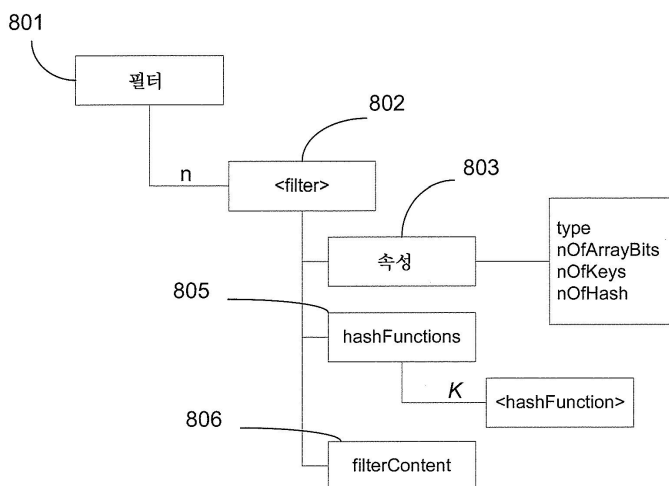 801
필터
802
n
<filter>
803
속성
type
nOfArrayBits
nOfKeys
nOfHash
805
hashFunctions
K
<hashFunction>
806
filterContent